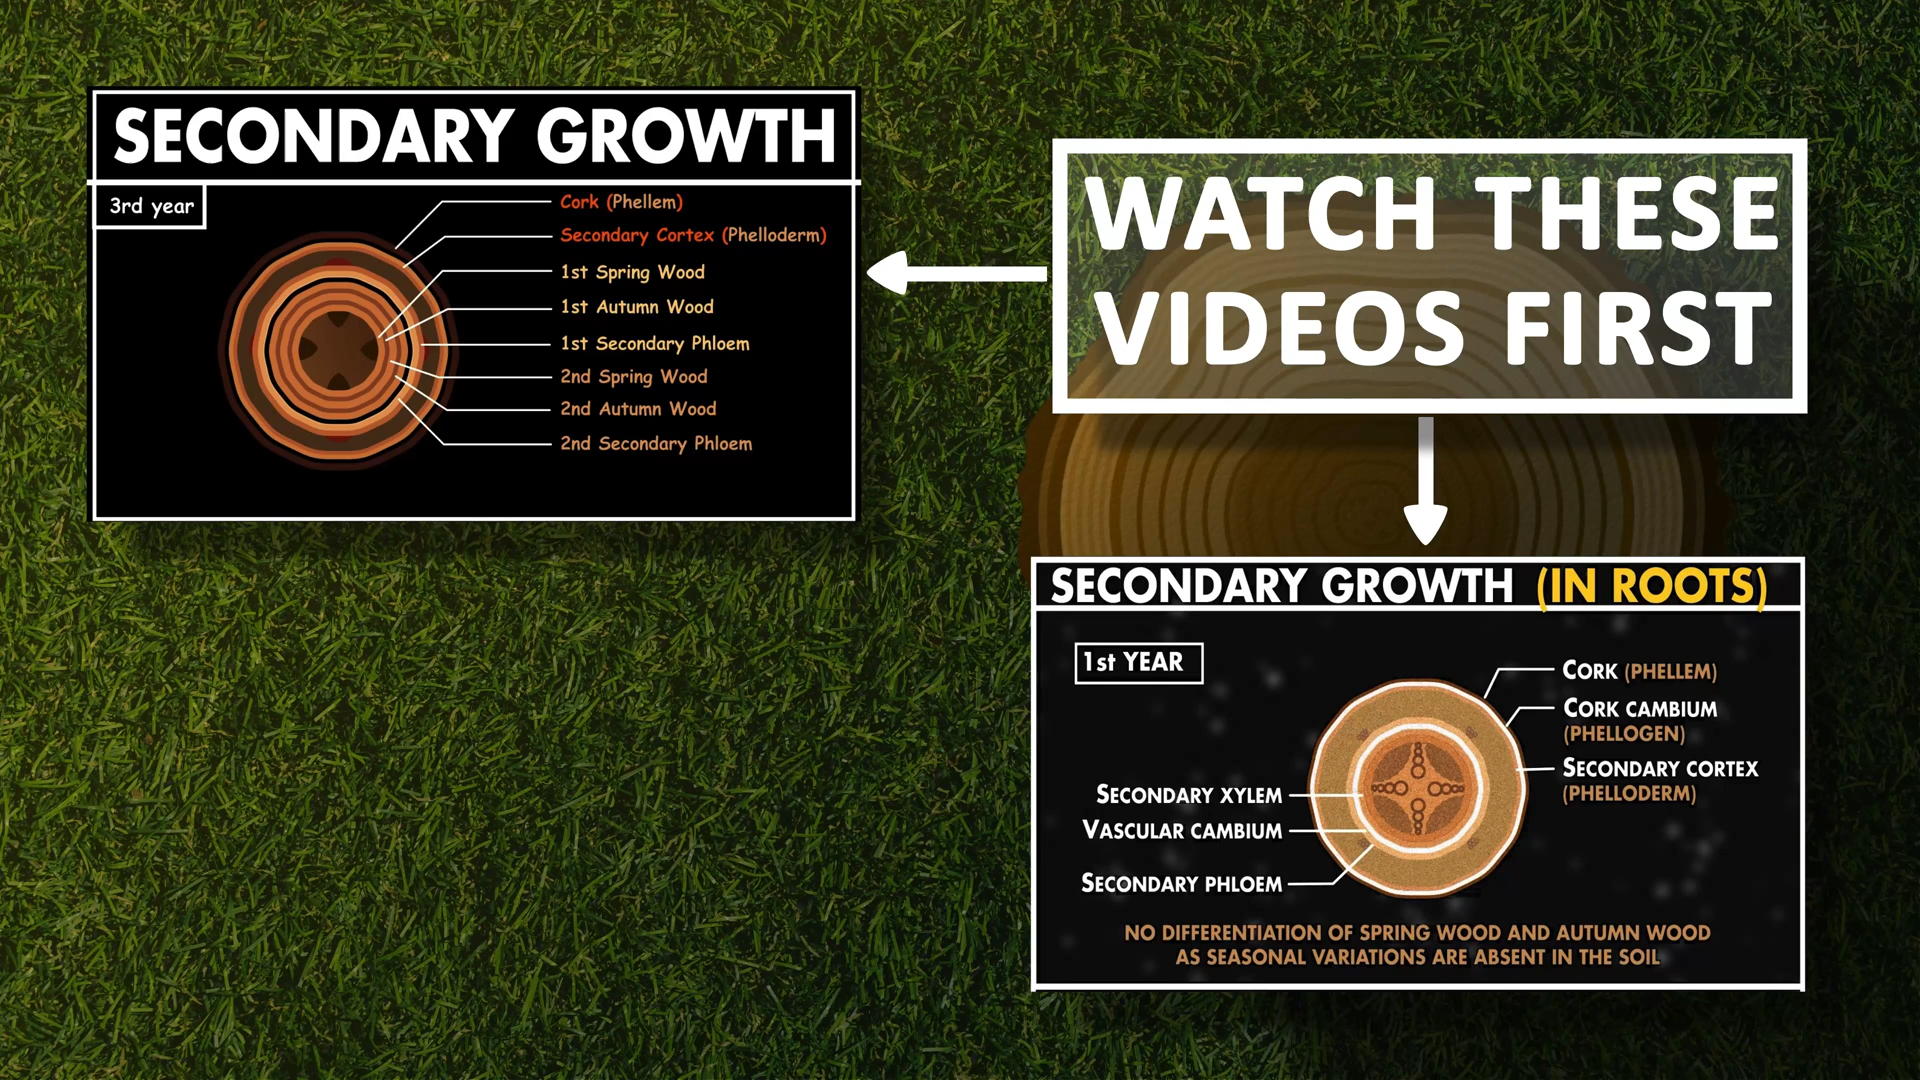 SECONDARY GROWTH
3rd year
Cork (Phellem)
Secondary Cortex (Phelloderm)
1st Spring Wood
1st Autumn Wood
1st Secondary Phloem
2nd Spring Wood
2nd Autumn Wood
2nd Secondary Phloem
WATCH THESE
VIDEOS FIRST
SECONDARY GROWTH (IN ROOTS)
1st YEAR
CORK (PHELLEM)
CORK CAMBIUM
(PHELLOGEN)
SECONDARY CORTEX
(PHELLODERM)
SECONDARY XYLEM
VASCULAR CAMBIUM
SECONDARY PHLOEM
NO DIFFERENTIATION OF SPRING WOOD AND AUTUMN WOOD
AS SEASONAL VARIATIONS ARE ABSENT IN THE SOIL